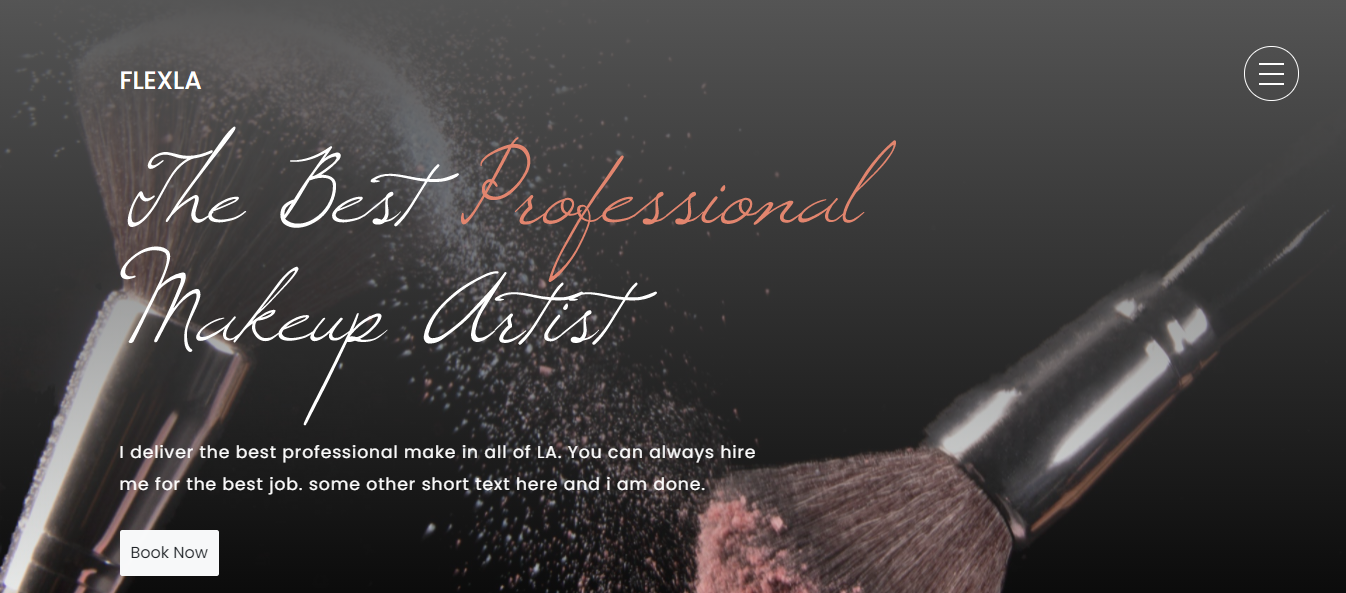 FLEXLA
The Best Professional
Makeup Artist
I deliver the best professional make in all of LA. You can always hire
me for the best job. some other short text here and i am done.
Book Now